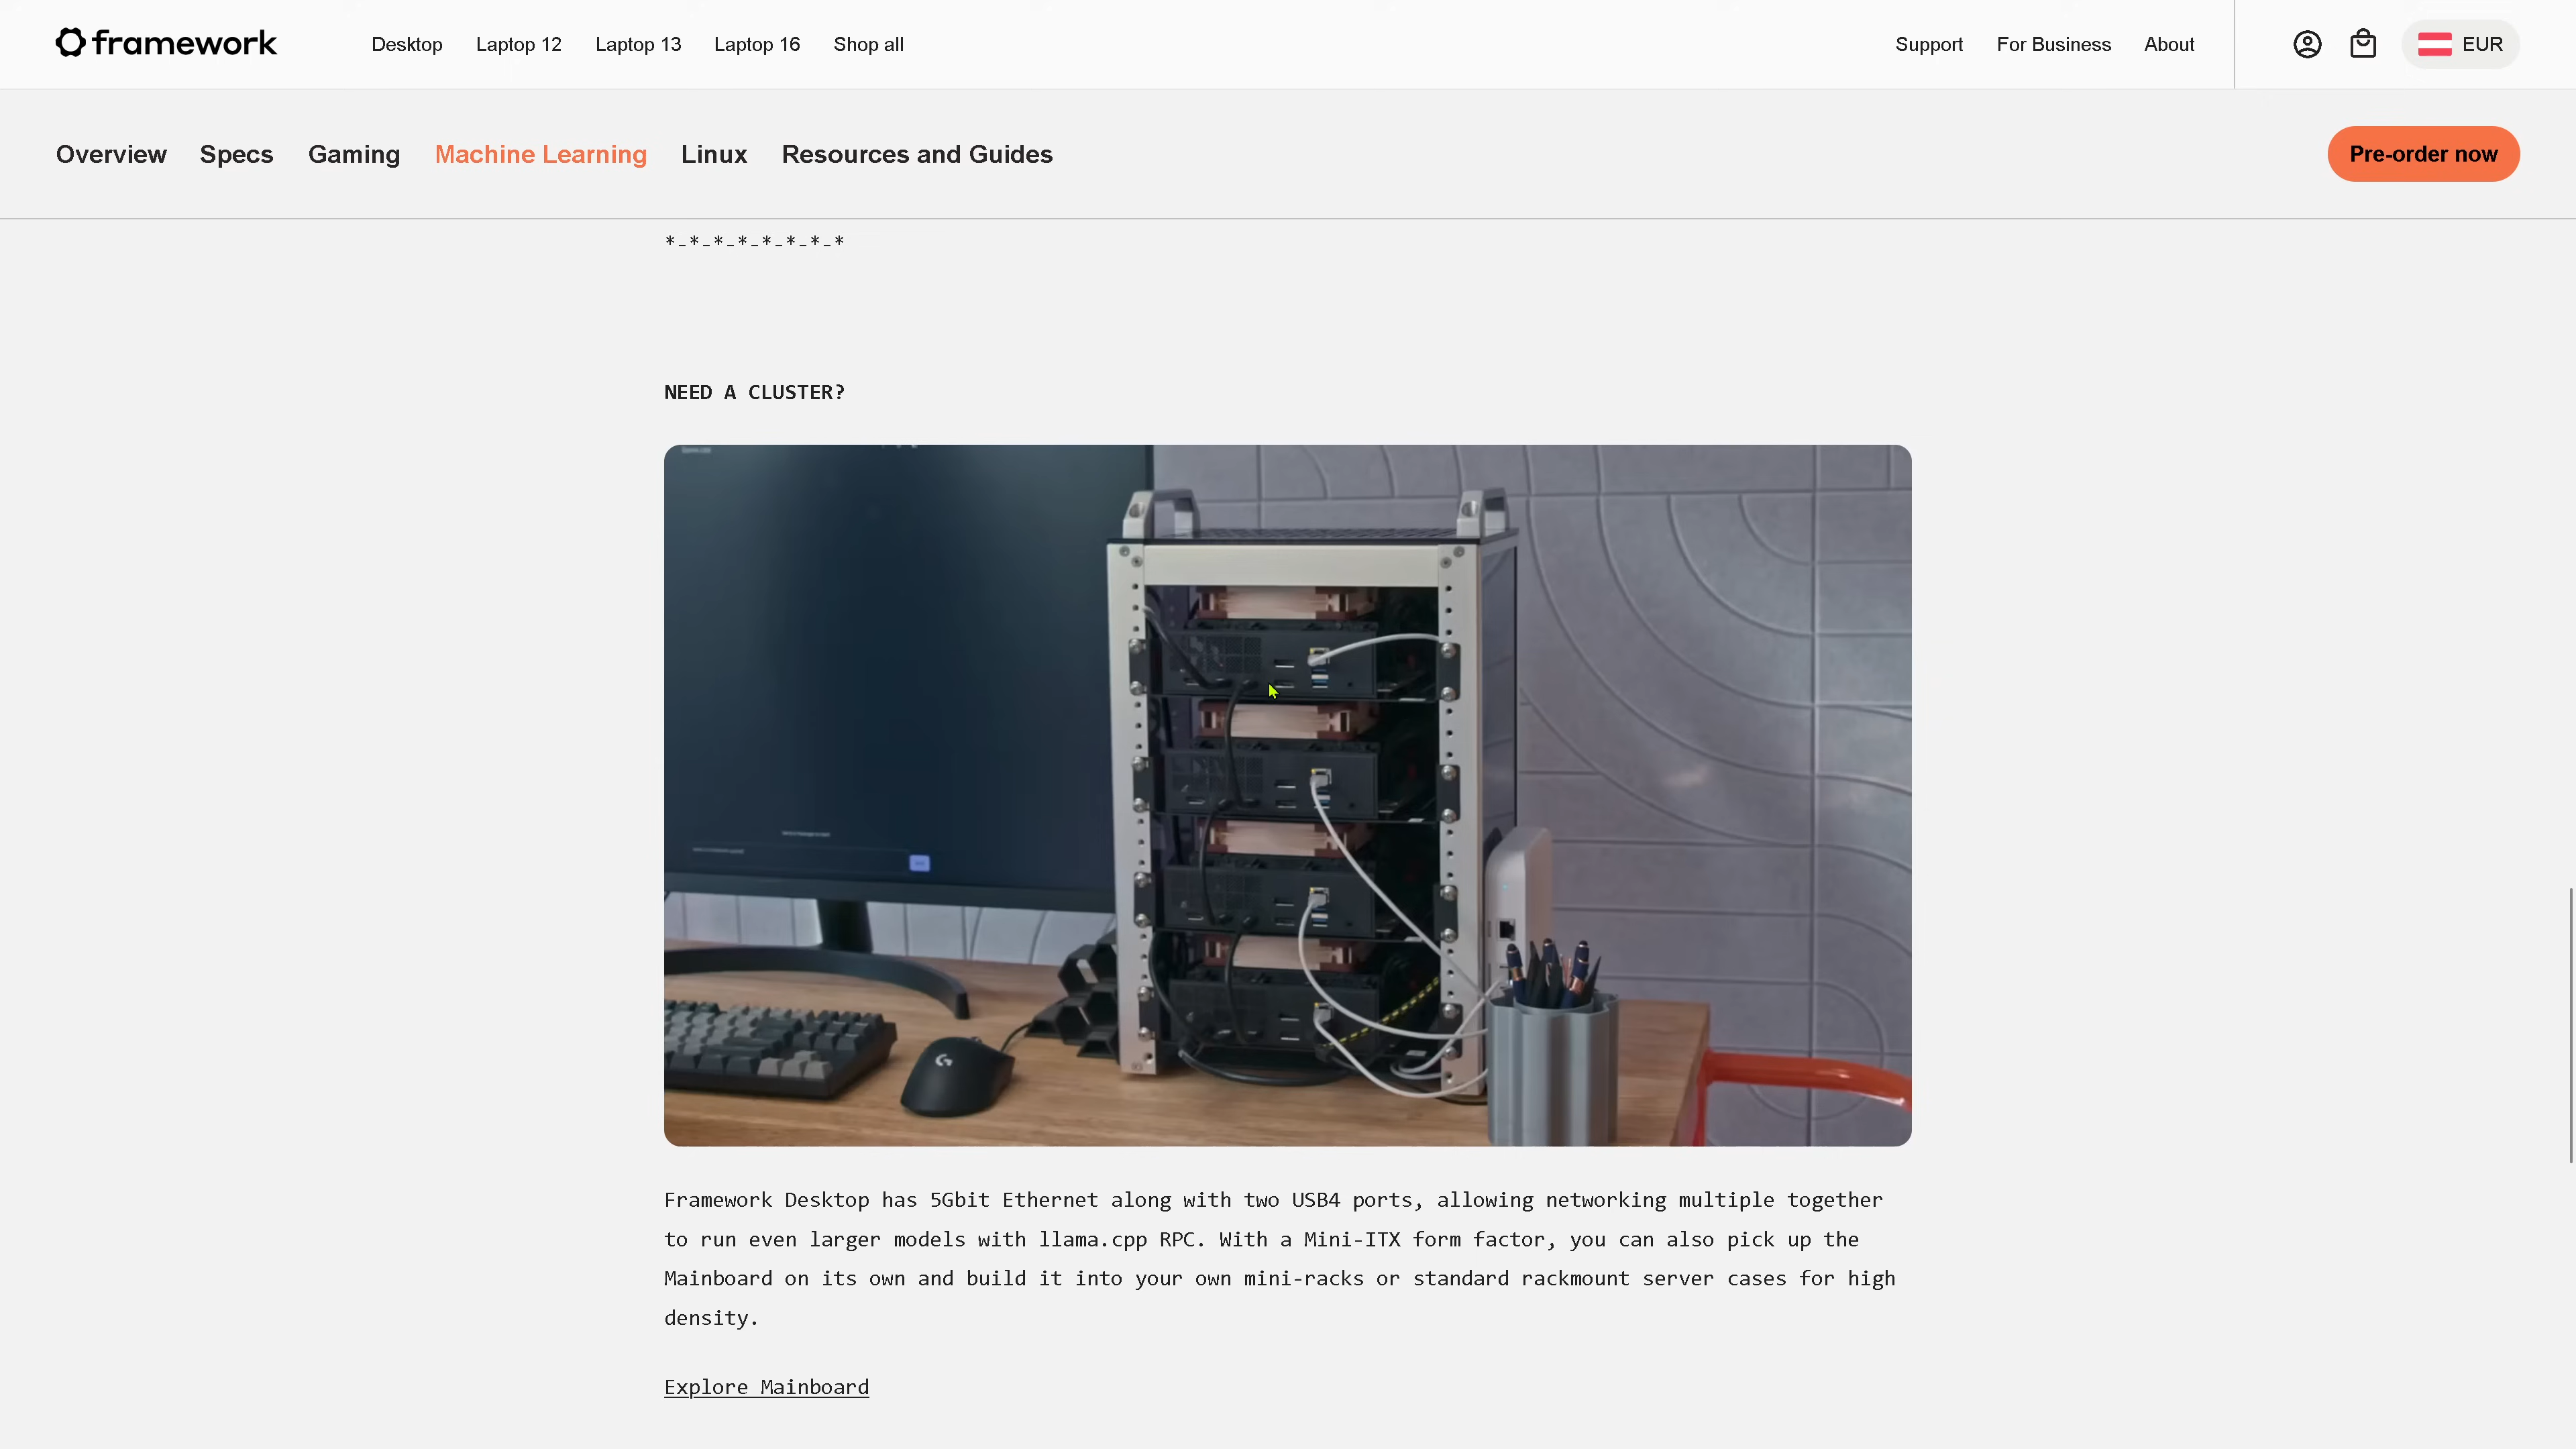 framework
Desktop Laptop 12 Laptop 13 Laptop 16 Shop all
Support For Business About
EUR
Overview Specs Gaming Machine Learning Linux Resources and Guides
Pre-order now
*-*-*-*-*-*-*-*
NEED A CLUSTER?
G
Framework Desktop has 5Gbit Ethernet along with two USB4 ports, allowing networking multiple together
to run even larger models with llama.cpp RPC. With a Mini-ITX form factor, you can also pick up the
Mainboard on its own and build it into your own mini-racks or standard rackmount server cases for high
density.
Explore Mainboard